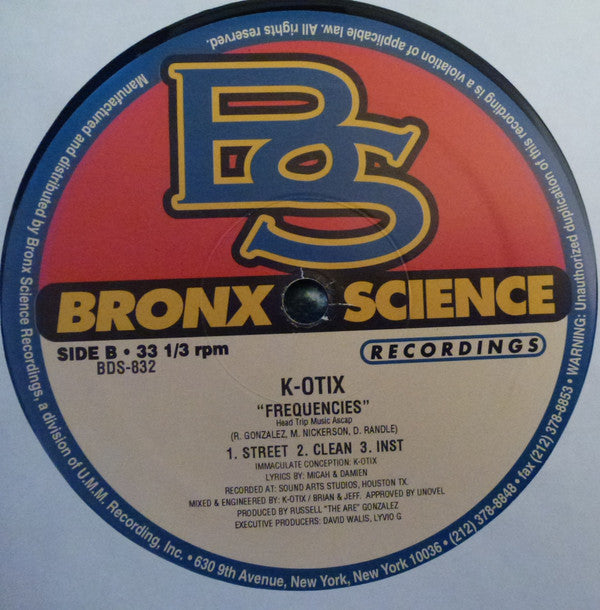 BS
BRONX SCIENCE
RECORDINGS
SIDE B • 33 1/3 rpm
BDS-832
K-OTIX
"FREQUENCIES"
Head Trip Music Ascap
(R. GONZALEZ, M. NICKERSON, D. RANDLE)
1. STREET 2. CLEAN 3. INST
IMMACULATE CONCEPTION: K-OTIX
LYRICS BY: MICAH & DAMIEN
RECORDED AT: SOUND ARTS STUDIOS, HOUSTON TX.
MIXED & ENGINEERED BY: K-OTIX / BRIAN & JEFF. APPROVED BY UNOVEL
PRODUCED BY RUSSELL "THE ARE" GONZALEZ
EXECUTIVE PRODUCERS: DAVID WALIS, LYVIO G
Manufactured and distributed by Bronx Science Recordings, a division of U.M.M. Recording, Inc. • 630 9th Avenue, New York, New York 10036 • (212) 378-8848 • fax (212) 378-8853 • WARNING: Unauthorized duplication of this recording is a violation of applicable law. All rights reserved.